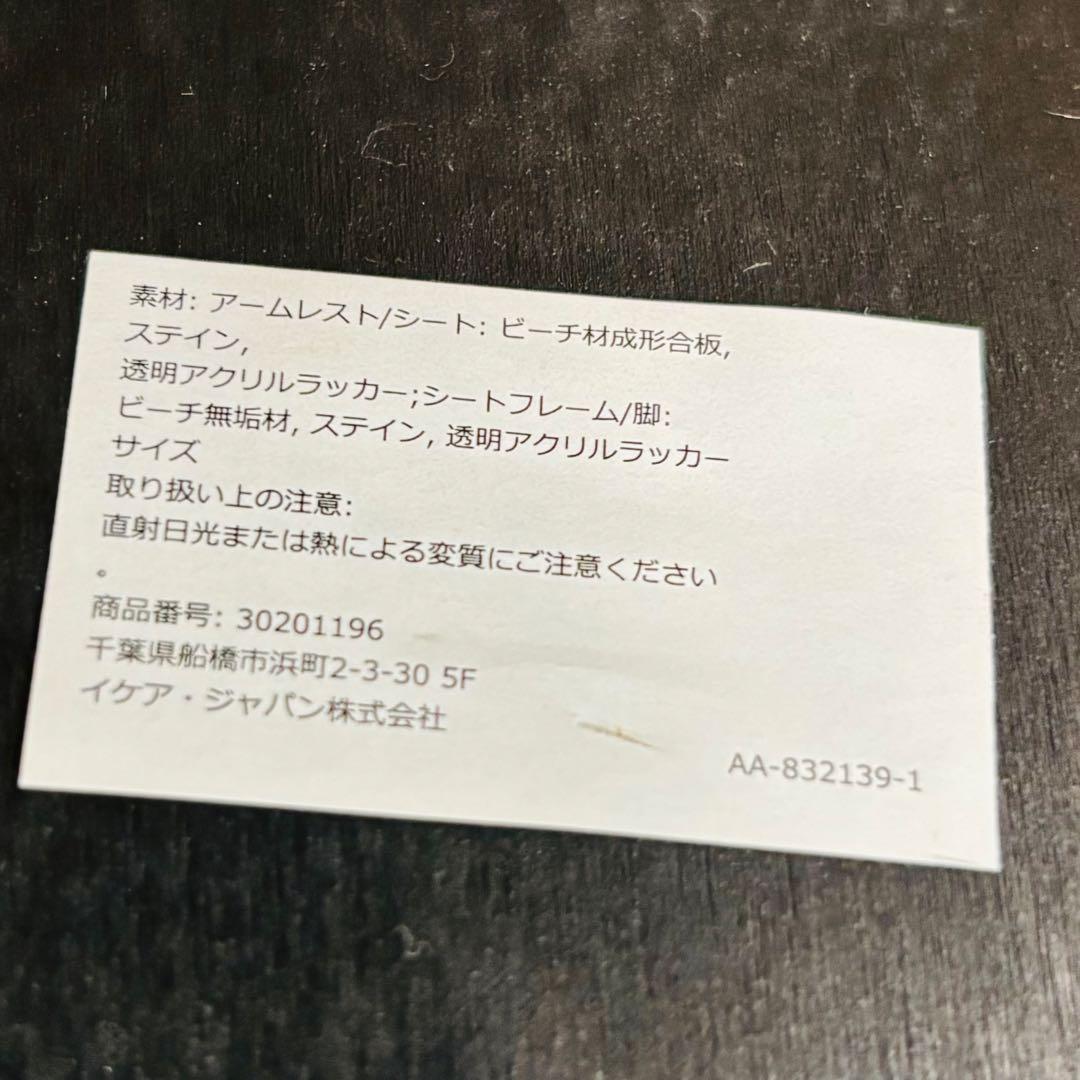 素材: アームレスト/シート: ビーチ材成形合板,
ステイン,
透明アクリルラッカー;シートフレーム/脚:
ビーチ無垢材, ステイン, 透明アクリルラッカー
サイズ
取り扱い上の注意:
直射日光または熱による変質にご注意ください
。
商品番号: 30201196
千葉県船橋市浜町2-3-30 5F
イケア・ジャパン株式会社
AA-832139-1